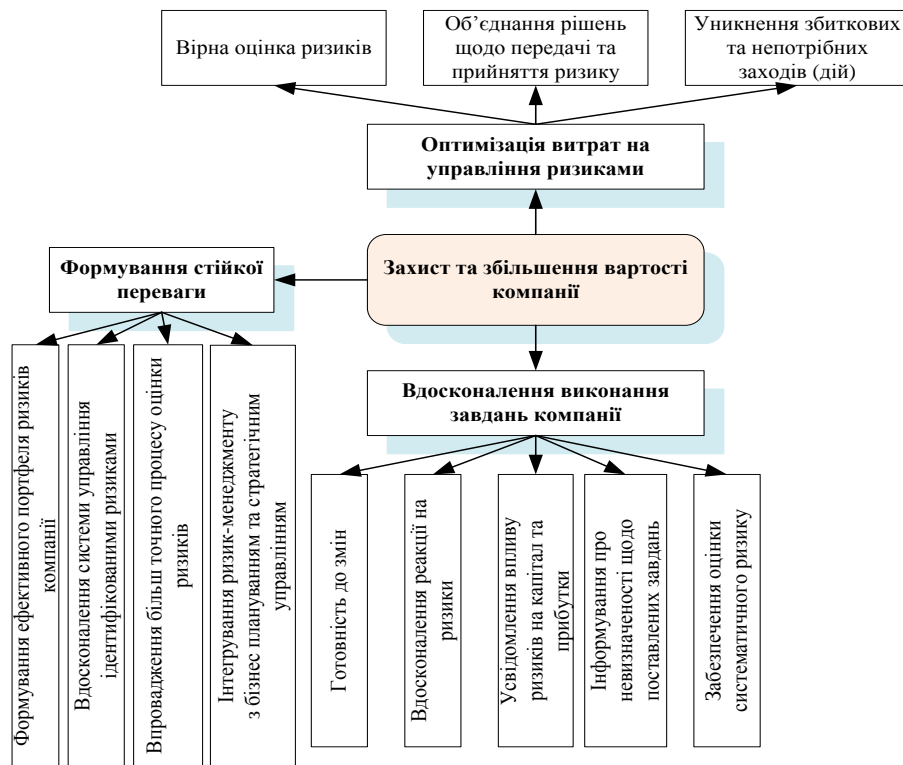 Вірна оцінка ризиків
Об’єднання рішень
щодо передачі та
прийняття ризику
Уникнення збиткових
та непотрібних
заходів (дій)
Оптимізація витрат на
управління ризиками
Захист та збільшення вартості
компанії
Формування стійкої
переваги
Вдосконалення виконання
завдань компанії
Формування ефективного портфеля ризиків
компанії
Вдосконалення системи управління
ідентифікованими ризиками
Впровадження більш точного процесу оцінки
ризиків
Інтегрування ризик-менеджменту
з бізнес плануванням та стратегічним
управлінням
Готовність до змін
Вдосконалення реакції на
ризики
Усвідомлення впливу
ризиків на капітал та
прибутки
Інформування про
невизначеності щодо
поставлених завдань
Забезпечення оцінки
систематичного ризику